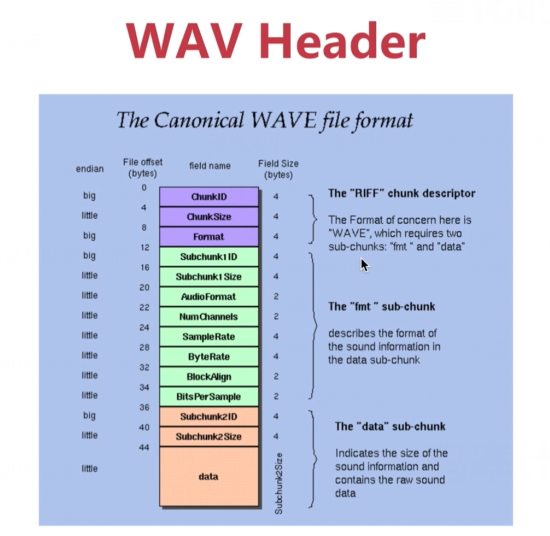 WAV Header
The Canonical WAVE file format
endian
File offset
(bytes)
field name
Field Size
(bytes)
0
big
ChunkID
4
4
little
ChunkSize
4
8
big
Format
4
12
big
Subchunk1 ID
4
16
little
Subchunk1 Size
4
20
little
AudioFormat
2
22
little
NumChannels
2
24
little
SampleRate
4
28
little
ByteRate
4
32
little
BlockAlign
2
34
little
BitsPerSample
2
36
big
Subchunk2ID
4
40
little
Subchunk2Size
4
44
little
data
Subchunk2Size
The "RIFF" chunk descriptor
The Format of concern here is
"WAVE", which requires two
sub-chunks: "fmt " and "data"
The "fmt " sub-chunk
describes the format of
the sound information in
the data sub-chunk
The "data" sub-chunk
Indicates the size of the
sound information and
contains the raw sound
data